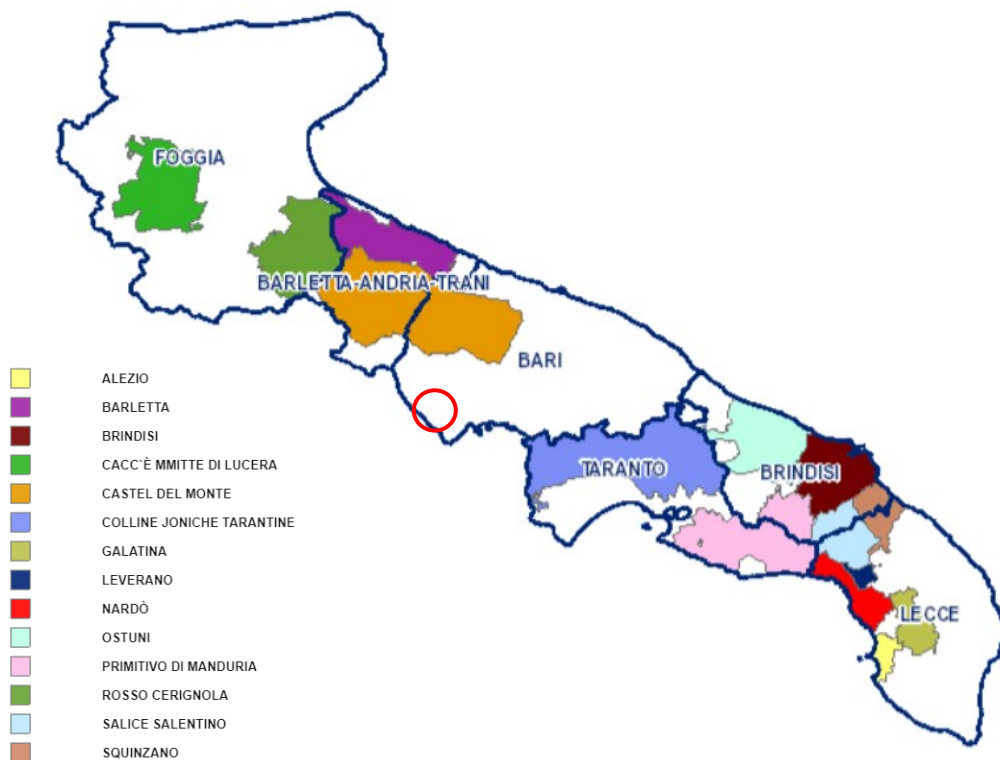 FOGGIA
BARLETTA-ANDRIA-TRANI
BARI
TARANTO
BRINDISI
LECCE
ALEZIO
BARLETTA
BRINDISI
CACC'È MMITTE DI LUCERA
CASTEL DEL MONTE
COLLINE JONICHE TARANTINE
GALATINA
LEVERANO
NARDÒ
OSTUNI
PRIMITIVO DI MANDURIA
ROSSO CERIGNOLA
SALICE SALENTINO
SQUINZANO